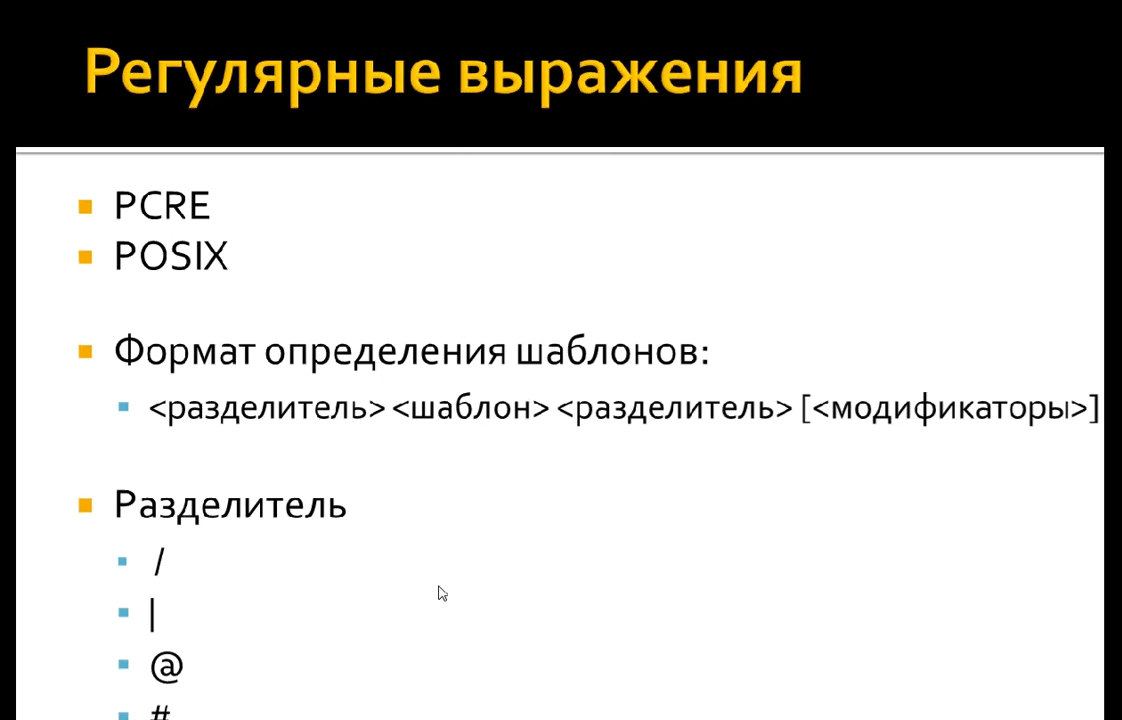 Регулярные выражения
PCRE
POSIX
Формат определения шаблонов:
<разделитель> <шаблон> <разделитель> [<модификаторы>]
Разделитель
/
|
@
#